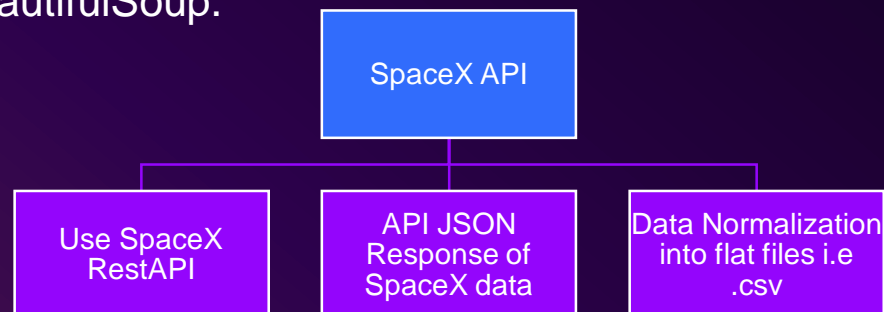 SpaceX API
Use SpaceX
RestAPI
API JSON
Response of
SpaceX data
Data Normalization
into flat files i.e
.csv